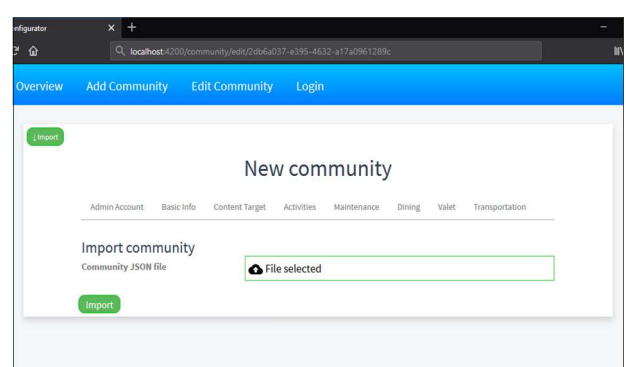 onfigurator
localhost:4200/community/edit/2db6a037-e395-4632-a17a0961289c
Overview Add Community Edit Community Login
↓ Import
New community
Admin Account Basic Info Content Target Activities Maintenance Dining Valet Transportation
Import community
Community JSON file
File selected
Import